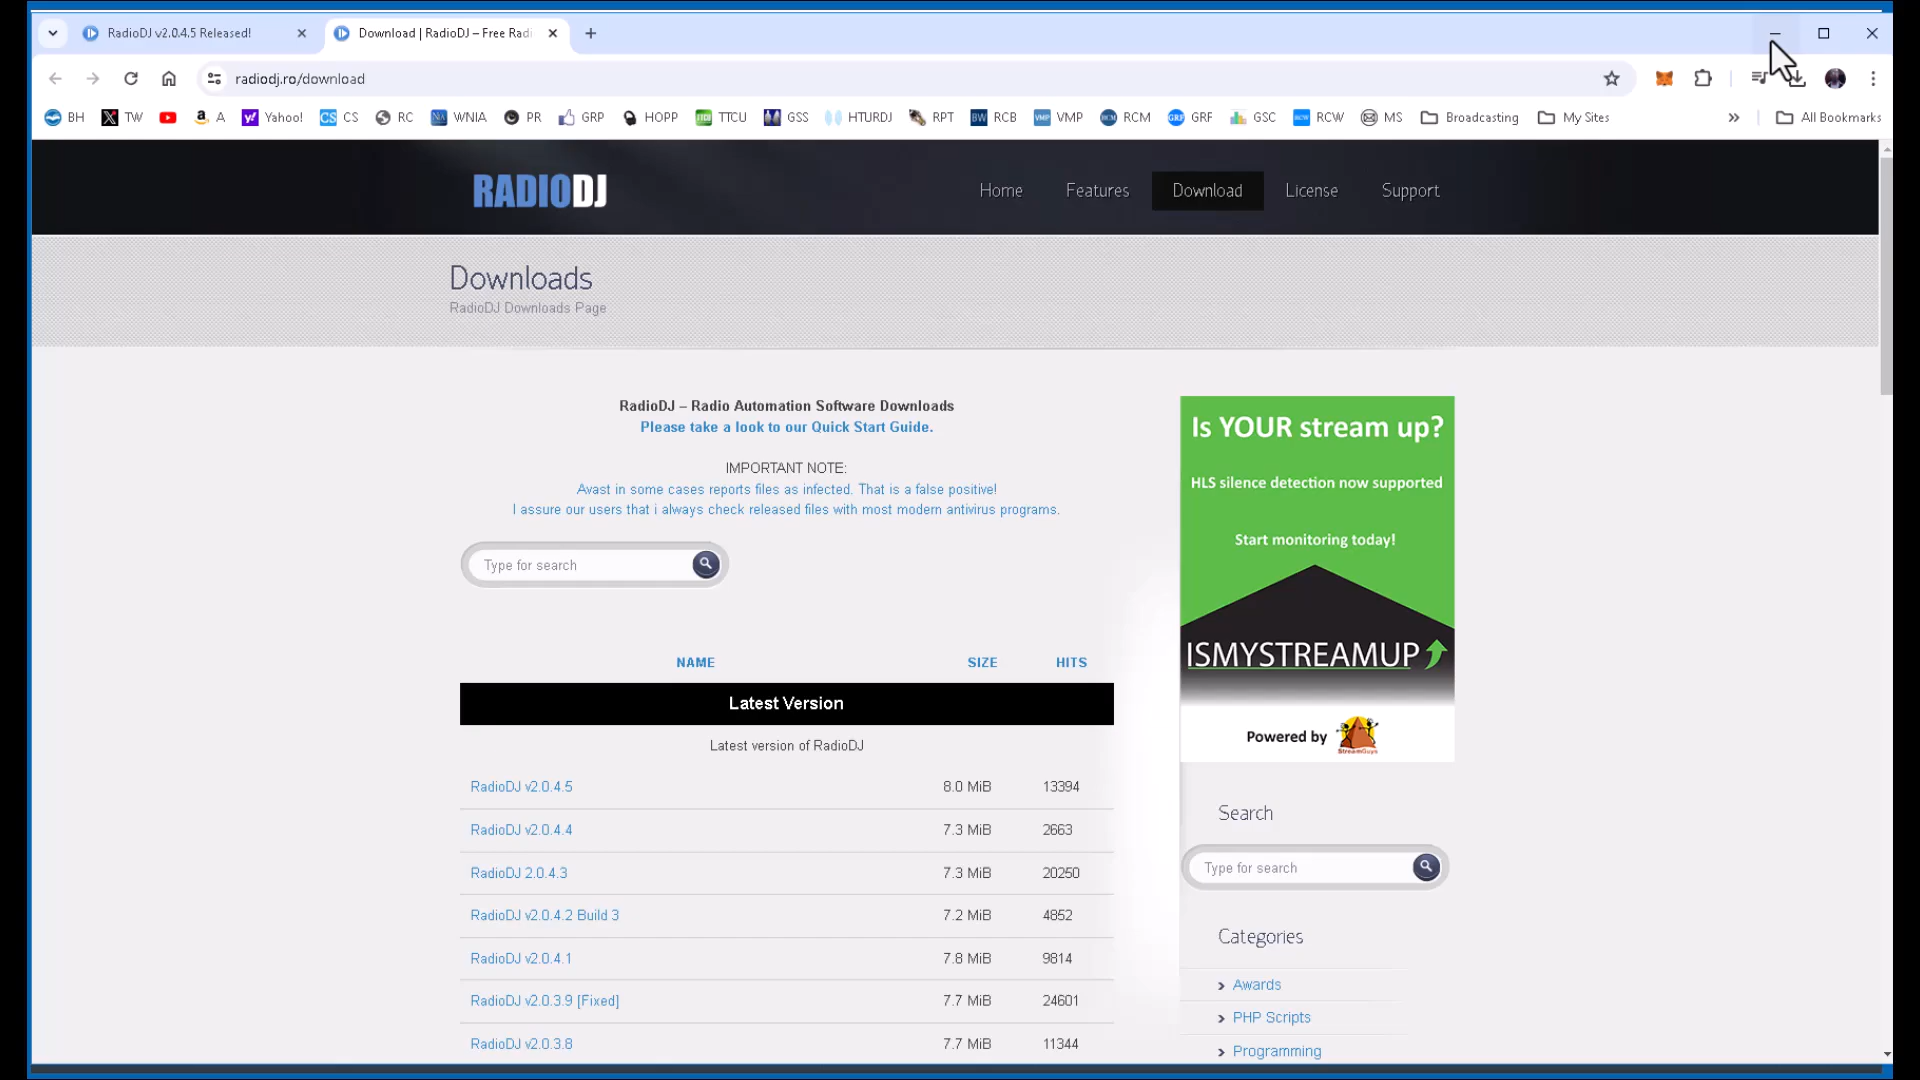 RadioDJ v2.0.4.5 Released!
Download | RadioDJ – Free Radi
radiodj.ro/download
BH TW A Yahoo! CS RC WNIA PR GRP HOPP TTCU GSS HTURDJ RPT RCB VMP RCM GRF GSC RCW MS Broadcasting My Sites All Bookmarks
RADIODJ
Home Features Download License Support
Downloads
RadioDJ Downloads Page
RadioDJ – Radio Automation Software Downloads
Please take a look to our Quick Start Guide.
IMPORTANT NOTE:
Avast in some cases reports files as infected. That is a false positive!
I assure our users that i always check released files with most modern antivirus programs.
Type for search
NAME SIZE HITS
Latest Version
Latest version of RadioDJ
RadioDJ v2.0.4.5 8.0 MiB 13394
RadioDJ v2.0.4.4 7.3 MiB 2663
RadioDJ 2.0.4.3 7.3 MiB 20250
RadioDJ v2.0.4.2 Build 3 7.2 MiB 4852
RadioDJ v2.0.4.1 7.8 MiB 9814
RadioDJ v2.0.3.9 [Fixed] 7.7 MiB 24601
RadioDJ v2.0.3.8 7.7 MiB 11344
Is YOUR stream up?
HLS silence detection now supported
Start monitoring today!
ISMYSTREAMUP
Powered by
StreamGuys
Search
Type for search
Categories
Awards
PHP Scripts
Programming